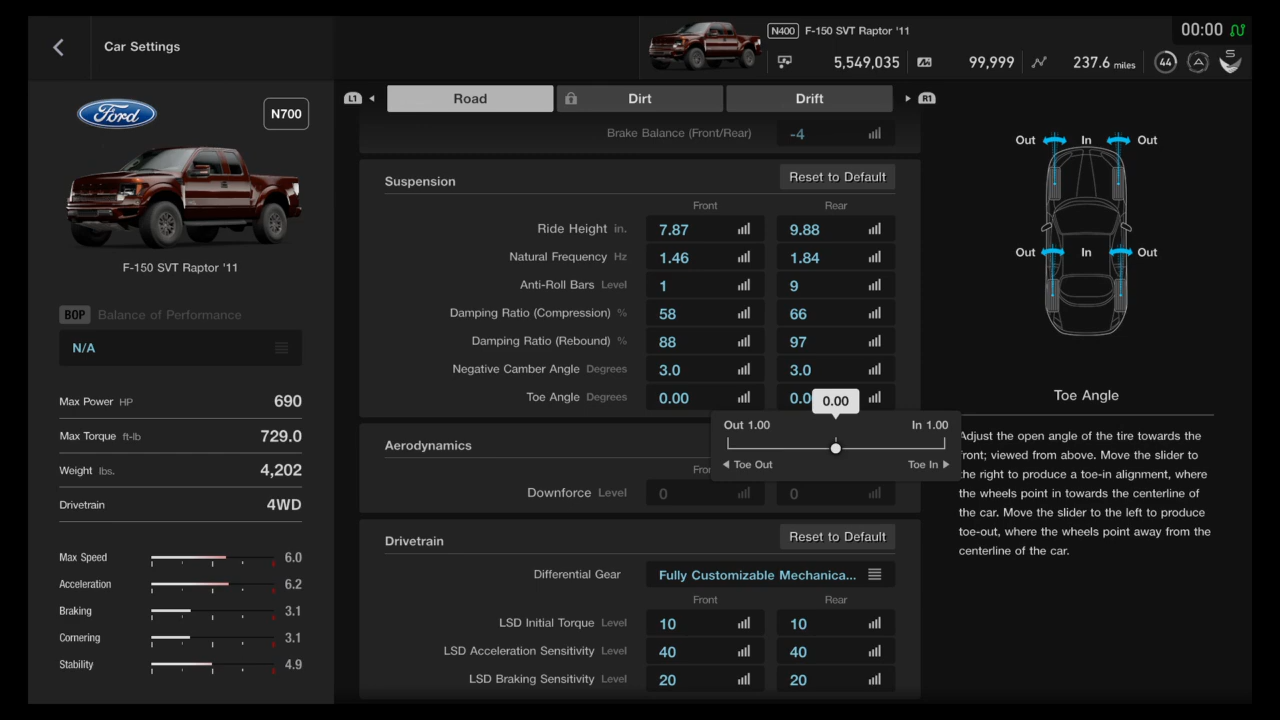 Car Settings
N400 F-150 SVT Raptor '11
00:00
5,549,035 99,999 237.6 miles 44 A S
Ford
N700
F-150 SVT Raptor '11
BOP Balance of Performance
N/A
Max Power HP 690
Max Torque ft-lb 729.0
Weight lbs. 4,202
Drivetrain 4WD
Max Speed 6.0
Acceleration 6.2
Braking 3.1
Cornering 3.1
Stability 4.9
L1 Road Dirt Drift R1
Brake Balance (Front/Rear) -4
Suspension Reset to Default
Front Rear
Ride Height in. 7.87 9.88
Natural Frequency Hz 1.46 1.84
Anti-Roll Bars Level 1 9
Damping Ratio (Compression) % 58 66
Damping Ratio (Rebound) % 88 97
Negative Camber Angle Degrees 3.0 3.0
Toe Angle Degrees 0.00 0.0
0.00
Out 1.00 In 1.00
Toe Out Toe In
Aerodynamics
Downforce Level 0 0
Drivetrain Reset to Default
Differential Gear Fully Customizable Mechanica...
Front Rear
LSD Initial Torque Level 10 10
LSD Acceleration Sensitivity Level 40 40
LSD Braking Sensitivity Level 20 20
Out In Out
Out In Out
Toe Angle
Adjust the open angle of the tire towards the
front; viewed from above. Move the slider to
the right to produce a toe-in alignment, where
the wheels point in towards the centerline of
the car. Move the slider to the left to produce
toe-out, where the wheels point away from the
centerline of the car.